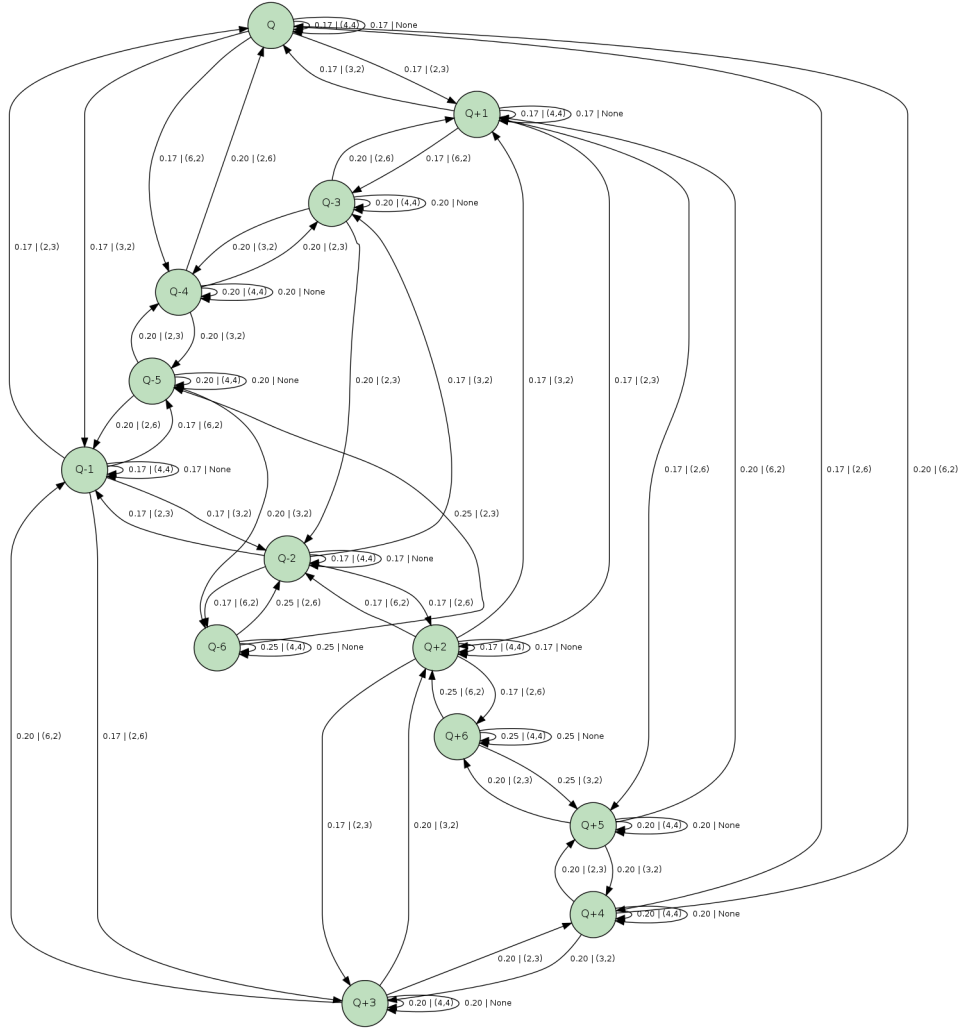 Q 0.17 | (4,4) 0.17 | None
0.17 | (3,2) 0.17 | (2,3)
Q+1 0.17 | (4,4) 0.17 | None
0.17 | (6,2) 0.20 | (2,6) 0.20 | (2,6) 0.17 | (6,2)
Q-3 0.20 | (4,4) 0.20 | None
0.17 | (2,3) 0.17 | (3,2) 0.20 | (3,2) 0.20 | (2,3)
Q-4 0.20 | (4,4) 0.20 | None
0.20 | (2,3) 0.20 | (3,2)
Q-5 0.20 | (4,4) 0.20 | None 0.20 | (2,3) 0.17 | (3,2) 0.17 | (3,2) 0.17 | (2,3)
0.20 | (2,6) 0.17 | (6,2)
Q-1 0.17 | (4,4) 0.17 | None 0.17 | (2,6) 0.20 | (6,2) 0.17 | (2,6) 0.20 | (6,2)
0.17 | (2,3) 0.17 | (3,2) 0.20 | (3,2) 0.25 | (2,3)
Q-2 0.17 | (4,4) 0.17 | None
0.17 | (6,2) 0.25 | (2,6) 0.17 | (6,2) 0.17 | (2,6)
Q-6 0.25 | (4,4) 0.25 | None Q+2 0.17 | (4,4) 0.17 | None
0.25 | (6,2) 0.17 | (2,6)
0.20 | (6,2) 0.17 | (2,6) Q+6 0.25 | (4,4) 0.25 | None
0.20 | (2,3) 0.25 | (3,2)
0.17 | (2,3) 0.20 | (3,2) Q+5 0.20 | (4,4) 0.20 | None
0.20 | (2,3) 0.20 | (3,2)
Q+4 0.20 | (4,4) 0.20 | None
0.20 | (2,3) 0.20 | (3,2)
Q+3 0.20 | (4,4) 0.20 | None